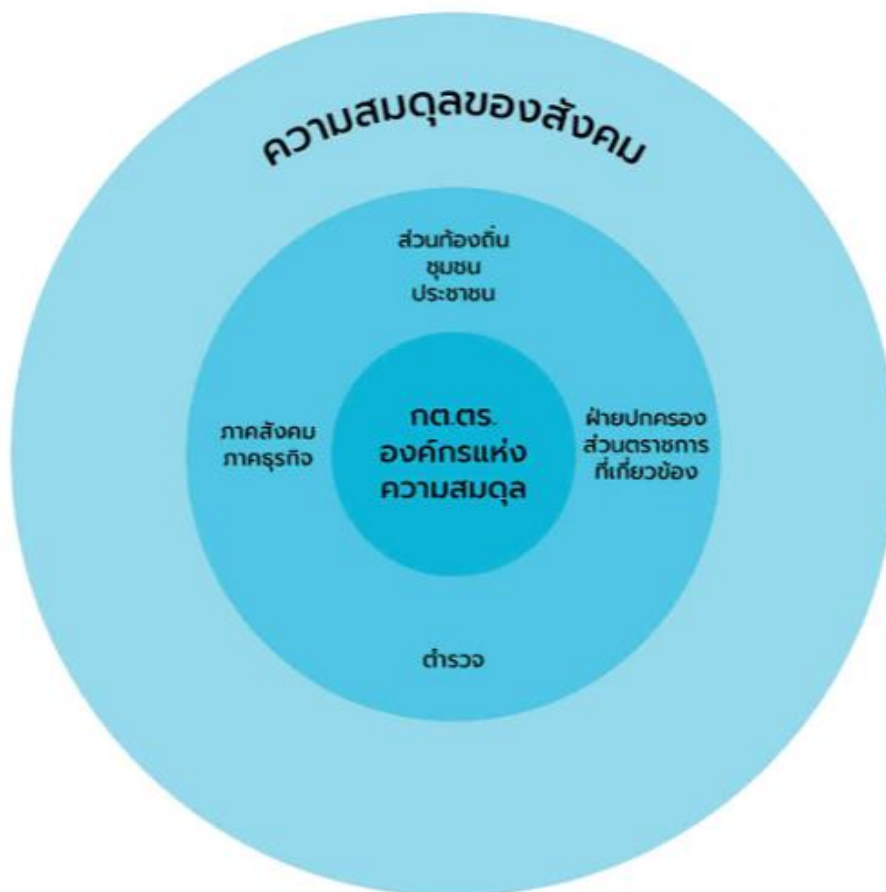 ความสมดุลของสังคม
ส่วนท้องถิ่น
ชุมชน
ประชาชน
ภาคสังคม
ภาคธุรกิจ
กต.ตร.
องค์กรแห่ง
ความสมดุล
ฝ่ายปกครอง
ส่วนตราชการ
ที่เกี่ยวข้อง
ตำรวจ